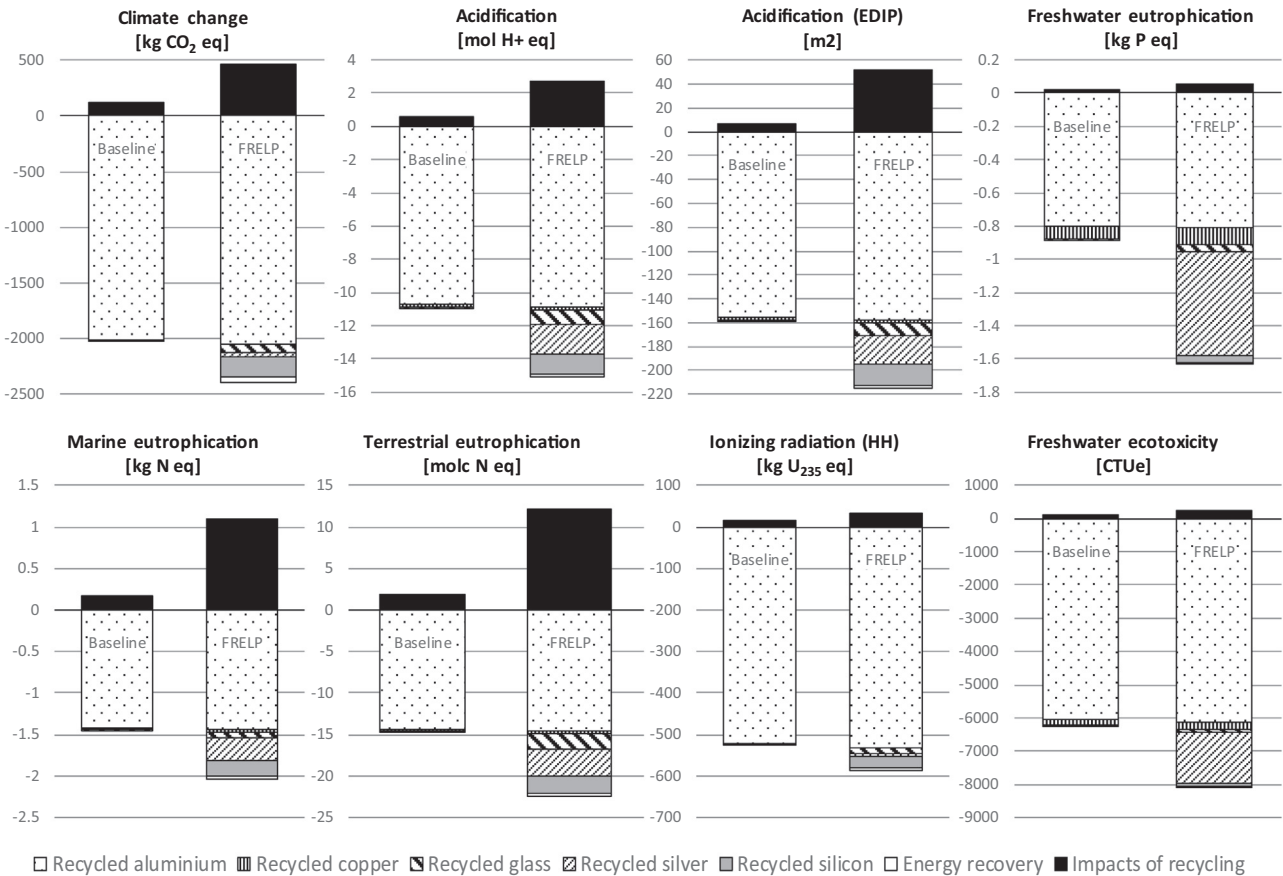 Climate change
[kg CO₂ eq]
500
0
-500
-1000
-1500
-2000
-2500
Baseline
FRELP
Acidification
[mol H+ eq]
4
2
0
-2
-4
-6
-8
-10
-12
-14
-16
Baseline
FRELP
Acidification (EDIP)
[m2]
60
40
20
0
-20
-40
-60
-80
-100
-120
-140
-160
-180
-200
-220
Baseline
FRELP
Freshwater eutrophication
[kg P eq]
0.2
0
-0.2
-0.4
-0.6
-0.8
-1
-1.2
-1.4
-1.6
-1.8
Baseline
FRELP
Marine eutrophication
[kg N eq]
1.5
1
0.5
0
-0.5
-1
-1.5
-2
-2.5
Baseline
FRELP
Terrestrial eutrophication
[molc N eq]
15
10
5
0
-5
-10
-15
-20
-25
Baseline
FRELP
Ionizing radiation (HH)
[kg U₂₃₅ eq]
100
0
-100
-200
-300
-400
-500
-600
-700
Baseline
FRELP
Freshwater ecotoxicity
[CTUe]
1000
0
-1000
-2000
-3000
-4000
-5000
-6000
-7000
-8000
-9000
Baseline
FRELP
Recycled aluminium Recycled copper Recycled glass Recycled silver Recycled silicon Energy recovery Impacts of recycling